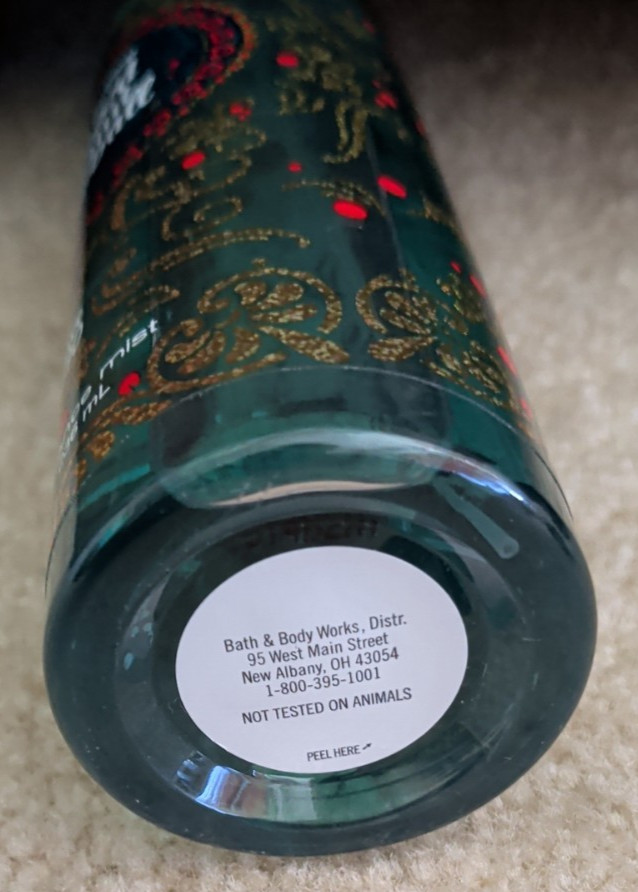 mist
mL
Bath & Body Works, Distr.
95 West Main Street
New Albany, OH 43054
1-800-395-1001
NOT TESTED ON ANIMALS
PEEL HERE